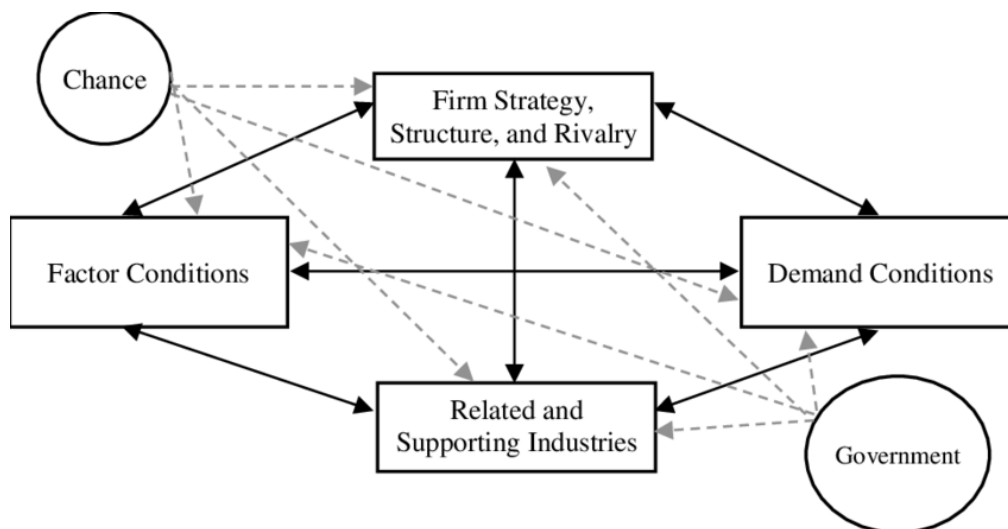 Chance
Firm Strategy,
Structure, and Rivalry
Factor Conditions
Demand Conditions
Related and
Supporting Industries
Government